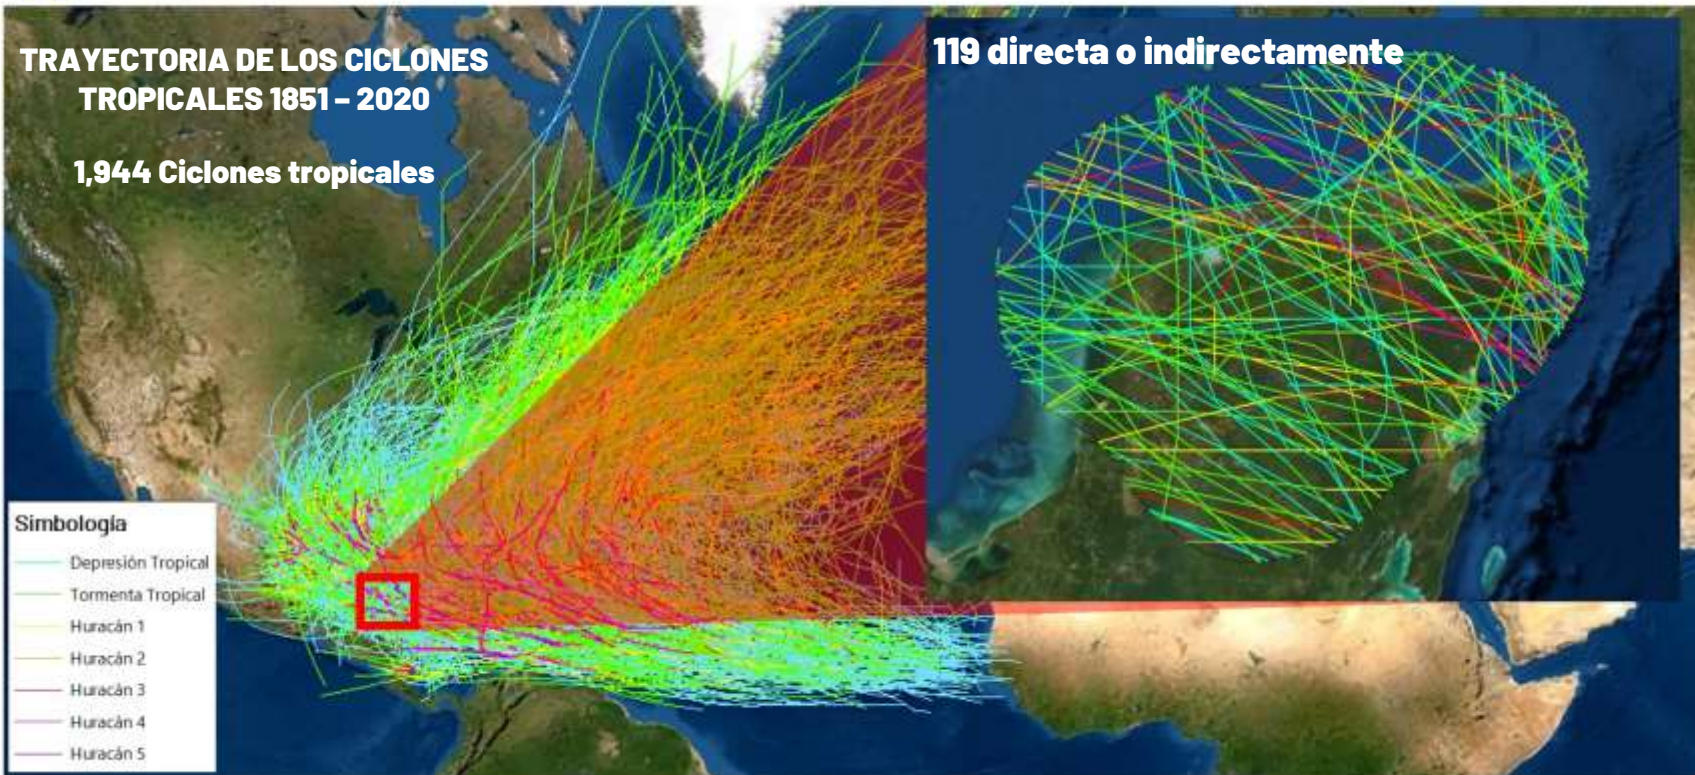 TRAYECTORIA DE LOS CICLONES
TROPICALES 1851 – 2020
1,944 Ciclones tropicales
119 directa o indirectamente
Simbología
Depresión Tropical
Tormenta Tropical
Huracán 1
Huracán 2
Huracán 3
Huracán 4
Huracán 5